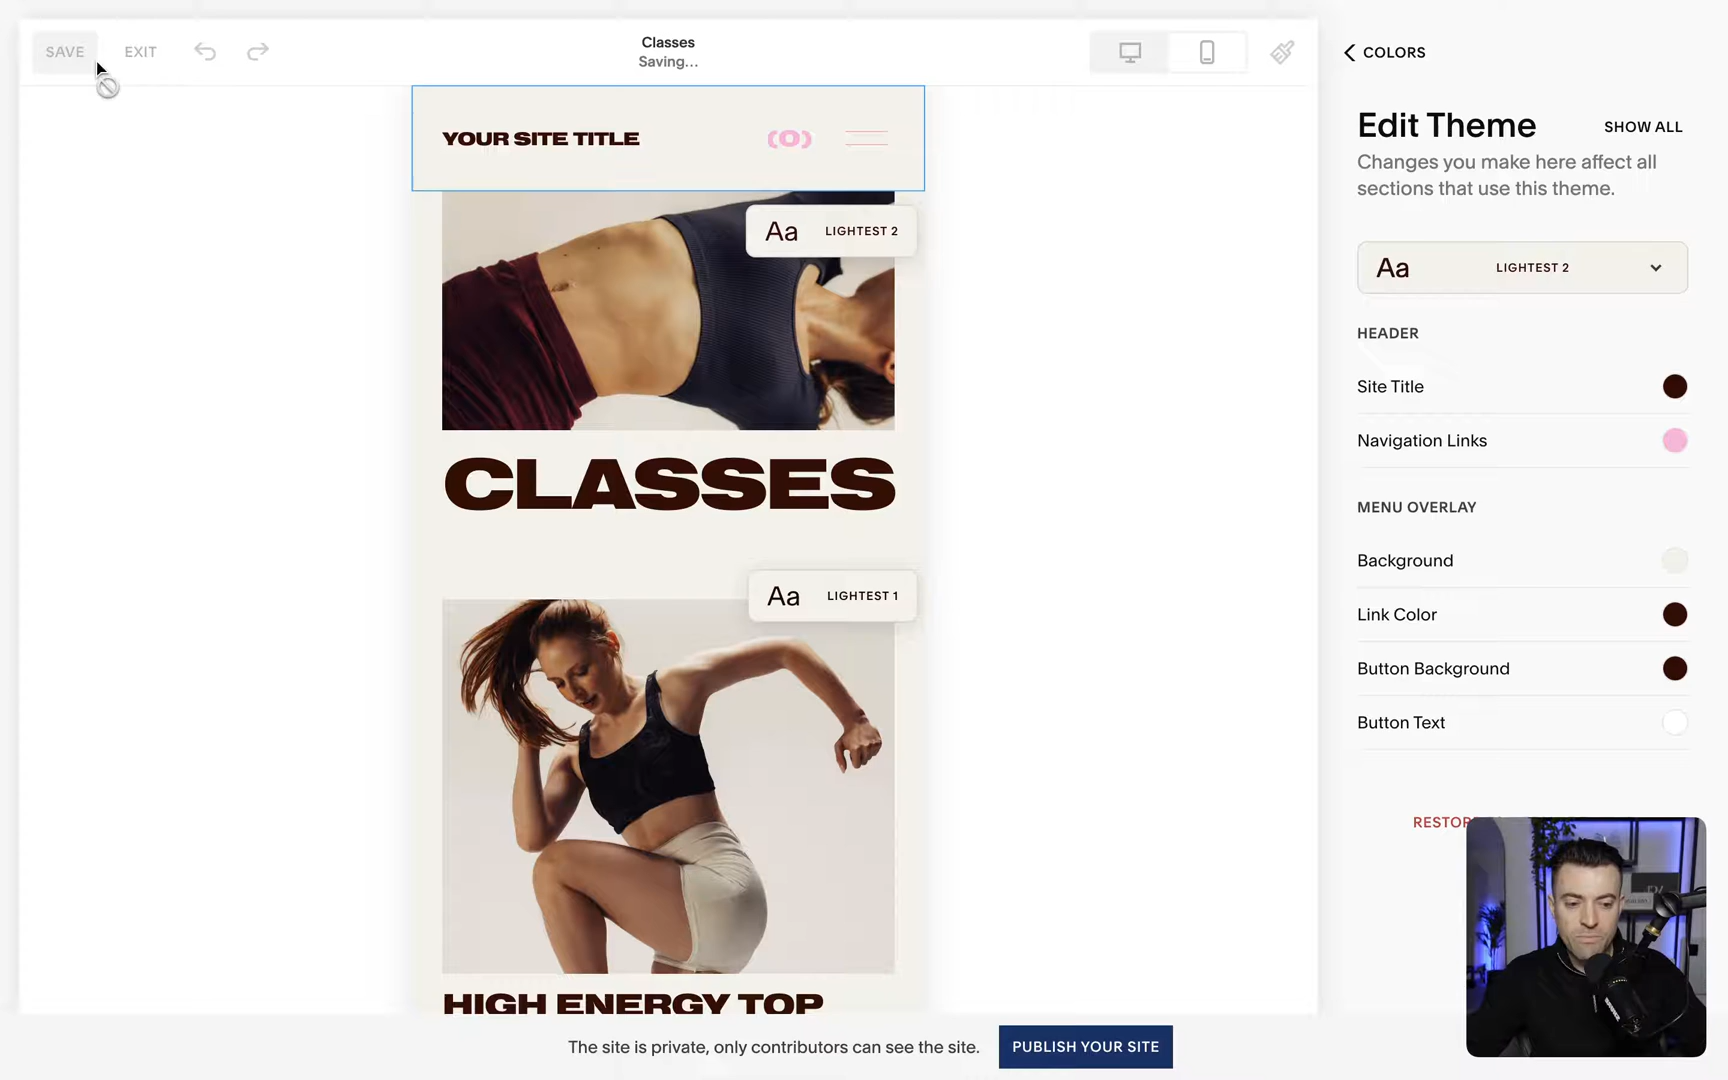 SAVE
EXIT
Classes
Saving...
COLORS
YOUR SITE TITLE
(0)
Aa LIGHTEST 2
CLASSES
Aa LIGHTEST 1
HIGH ENERGY TOP
Edit Theme
SHOW ALL
Changes you make here affect all
sections that use this theme.
Aa LIGHTEST 2
HEADER
Site Title
Navigation Links
MENU OVERLAY
Background
Link Color
Button Background
Button Text
RESTOR
The site is private, only contributors can see the site.
PUBLISH YOUR SITE